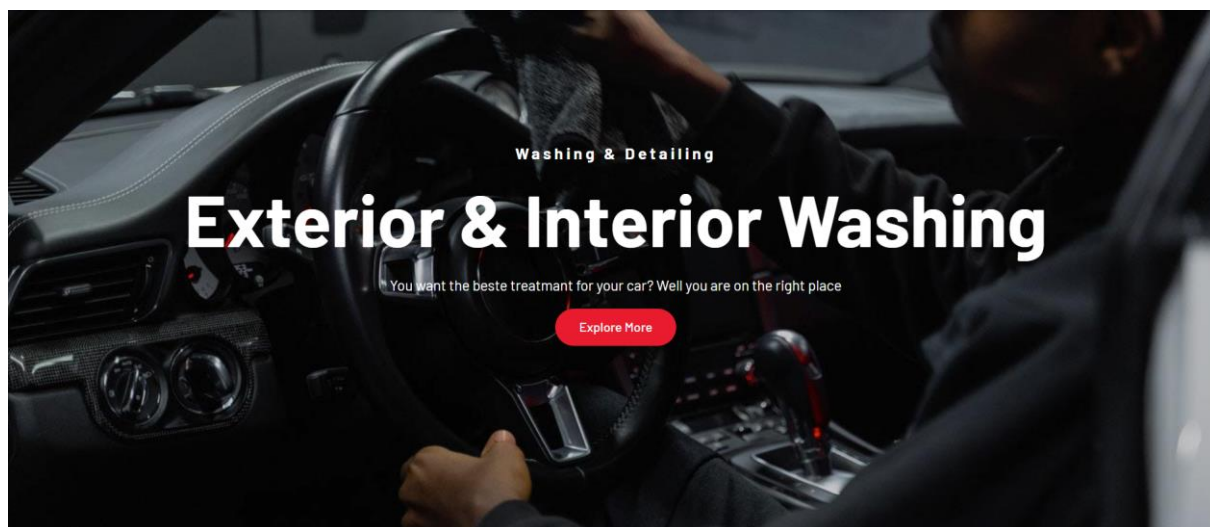 Washing & Detailing
Exterior & Interior Washing
You want the beste treatmant for your car? Well you are on the right place
Explore More